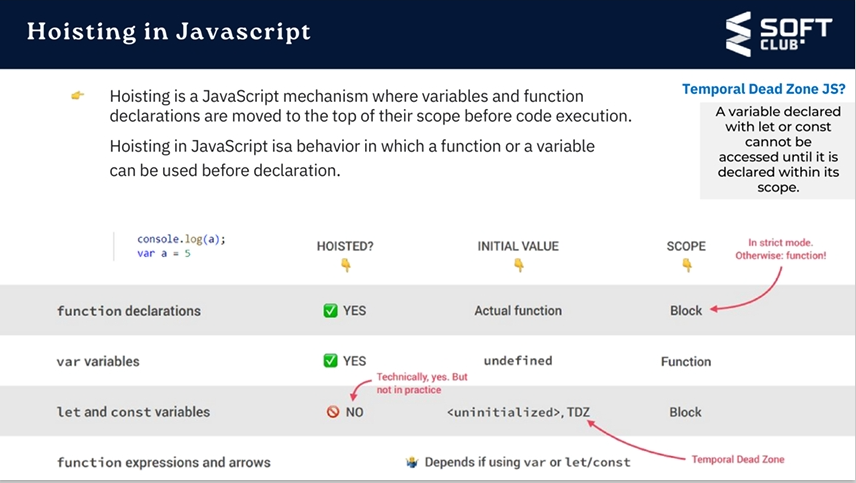 Hoisting in Javascript
SOFT
CLUB
Hoisting is a JavaScript mechanism where variables and function
declarations are moved to the top of their scope before code execution.
Hoisting in JavaScript isa behavior in which a function or a variable
can be used before declaration.
Temporal Dead Zone JS?
A variable declared
with let or const
cannot be
accessed until it is
declared within its
scope.
console.log(a);
var a = 5
HOISTED?
INITIAL VALUE
SCOPE
In strict mode.
Otherwise: function!
function declarations
YES
Actual function
Block
var variables
YES
undefined
Function
Technically, yes. But
not in practice
let and const variables
NO
<uninitialized>, TDZ
Block
Temporal Dead Zone
function expressions and arrows
Depends if using var or let/const